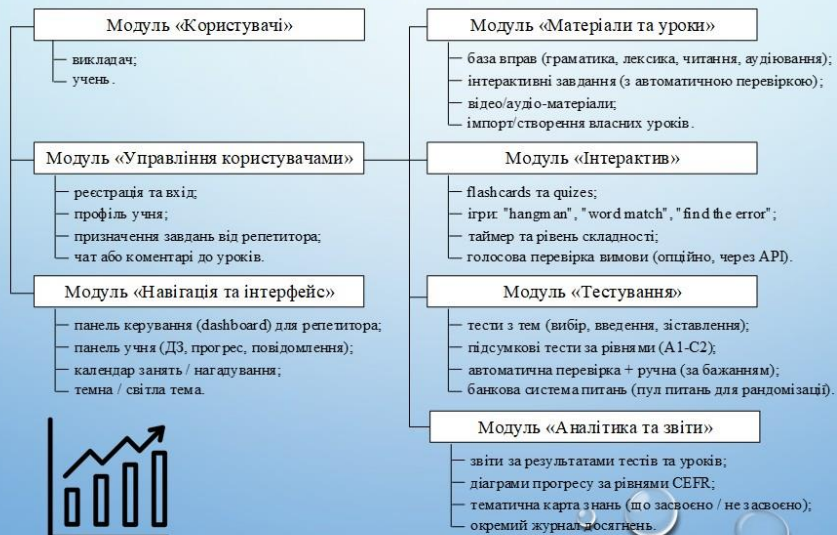 Модуль «Користувачі»
викладач;
учень.
Модуль «Управління користувачами»
реєстрація та вхід;
профіль учня;
призначення завдань від репетитора;
чат або коментарі до уроків.
Модуль «Навігація та інтерфейс»
панель керування (dashboard) для репетитора;
панель учня (ДЗ, прогрес, повідомлення);
календар занять / нагадування;
темна / світла тема.
Модуль «Матеріали та уроки»
база вправ (граматика, лексика, читання, аудіювання);
інтерактивні завдання (з автоматичною перевіркою);
відео/аудіо-матеріали;
імпорт/створення власних уроків.
Модуль «Інтерактив»
flashcards та quizes;
ігри: "hangman", "word match", "find the error";
таймер та рівень складності;
голосова перевірка вимови (опційно, через API).
Модуль «Тестування»
тести з тем (вибір, введення, зіставлення);
підсумкові тести за рівнями (A1-C2);
автоматична перевірка + ручна (за бажанням);
банкова система питань (пул питань для рандомізації).
Модуль «Аналітика та звіти»
звіти за результатами тестів та уроків;
діаграми прогресу за рівнями CEFR;
тематична карта знань (що засвоєно / не засвоєно);
окремий журнал досягнень.